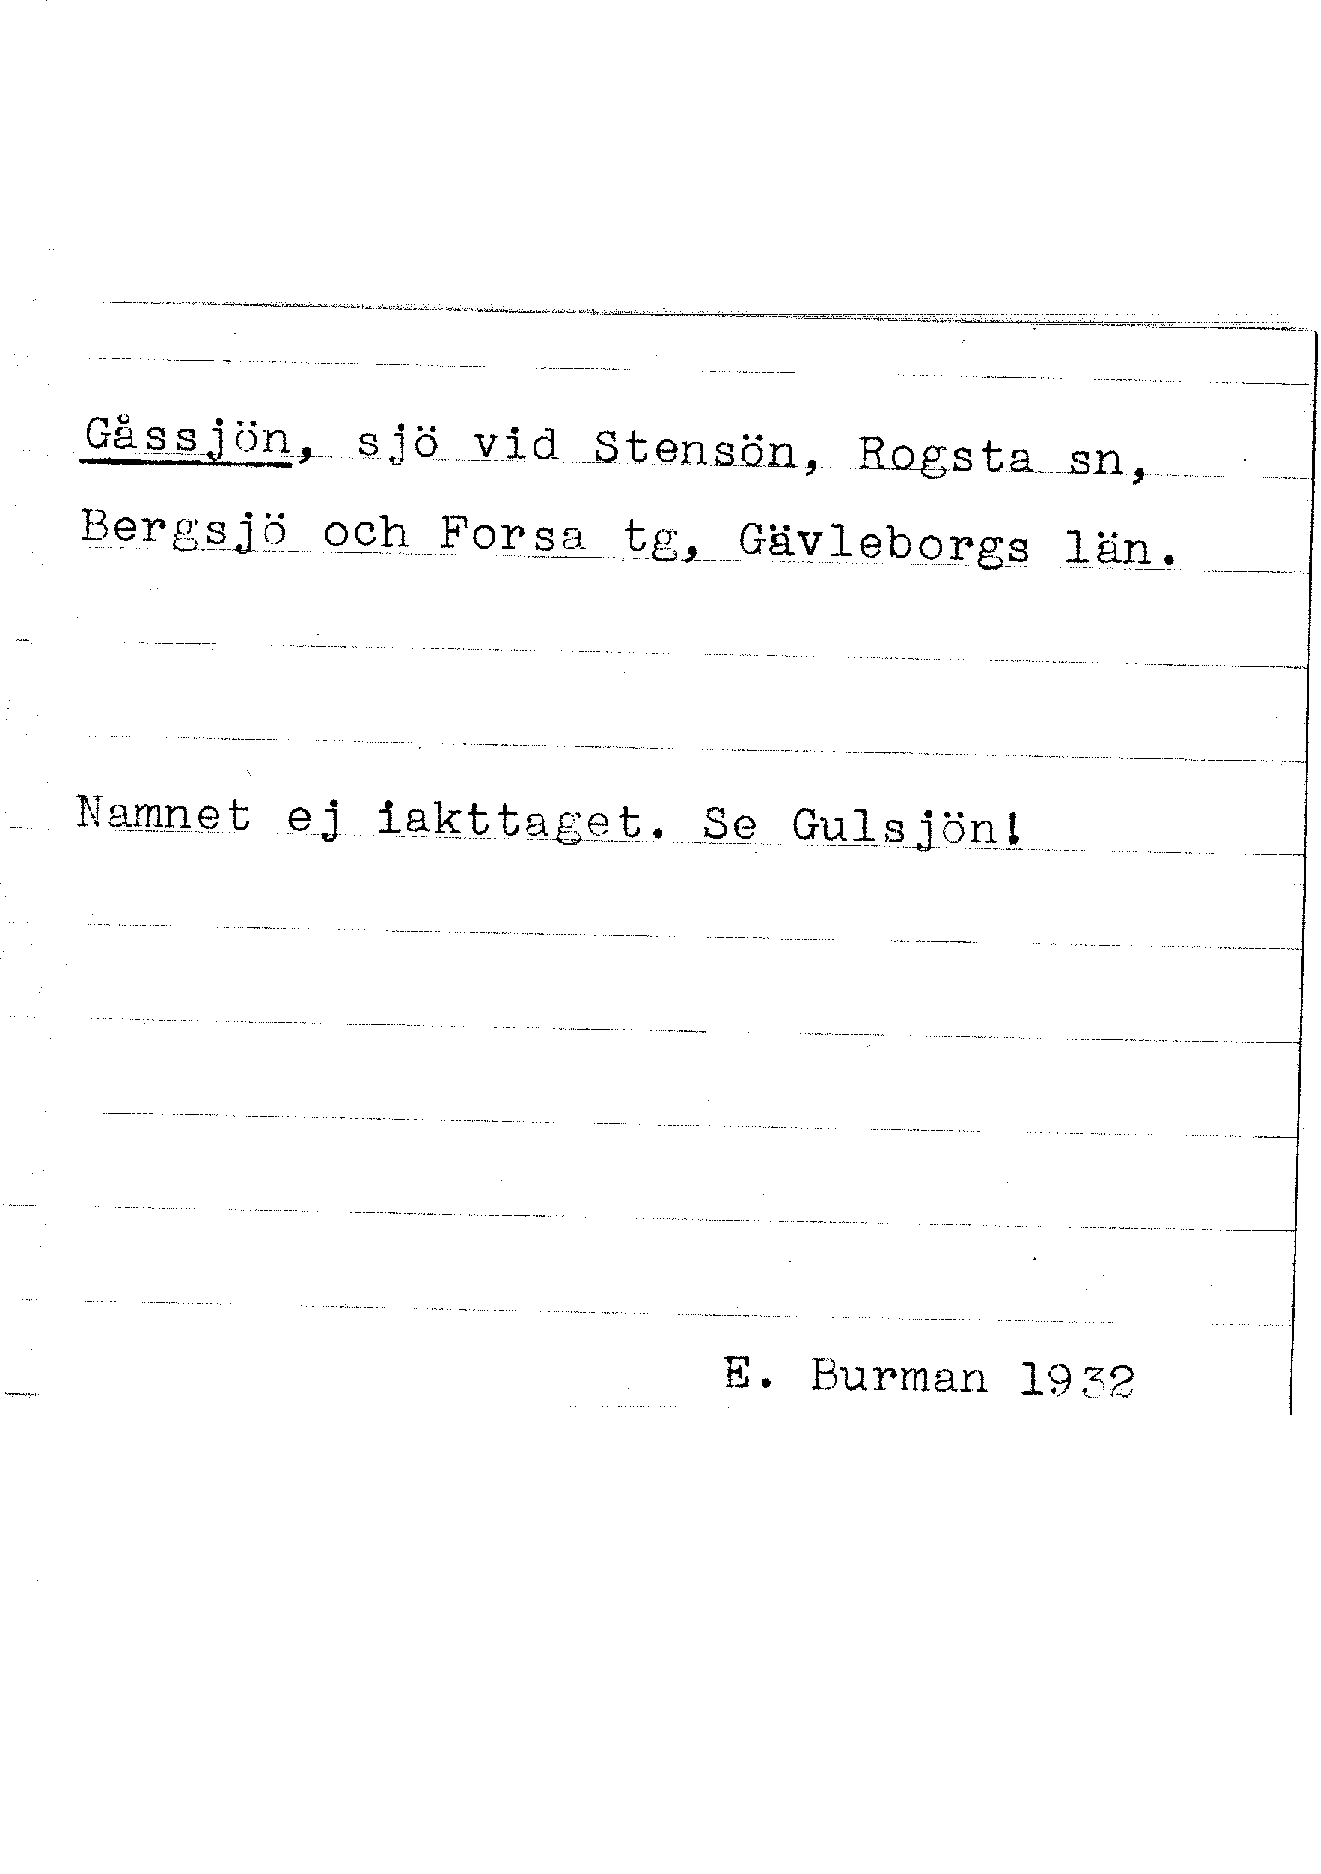 Gåssjön, sjö vid Stensön, Rogsta sn,
Bergsjö och Forsa tg, Gävleborgs län.
Namnet ej iakttaget. Se Gulsjön!
E. Burman 1932